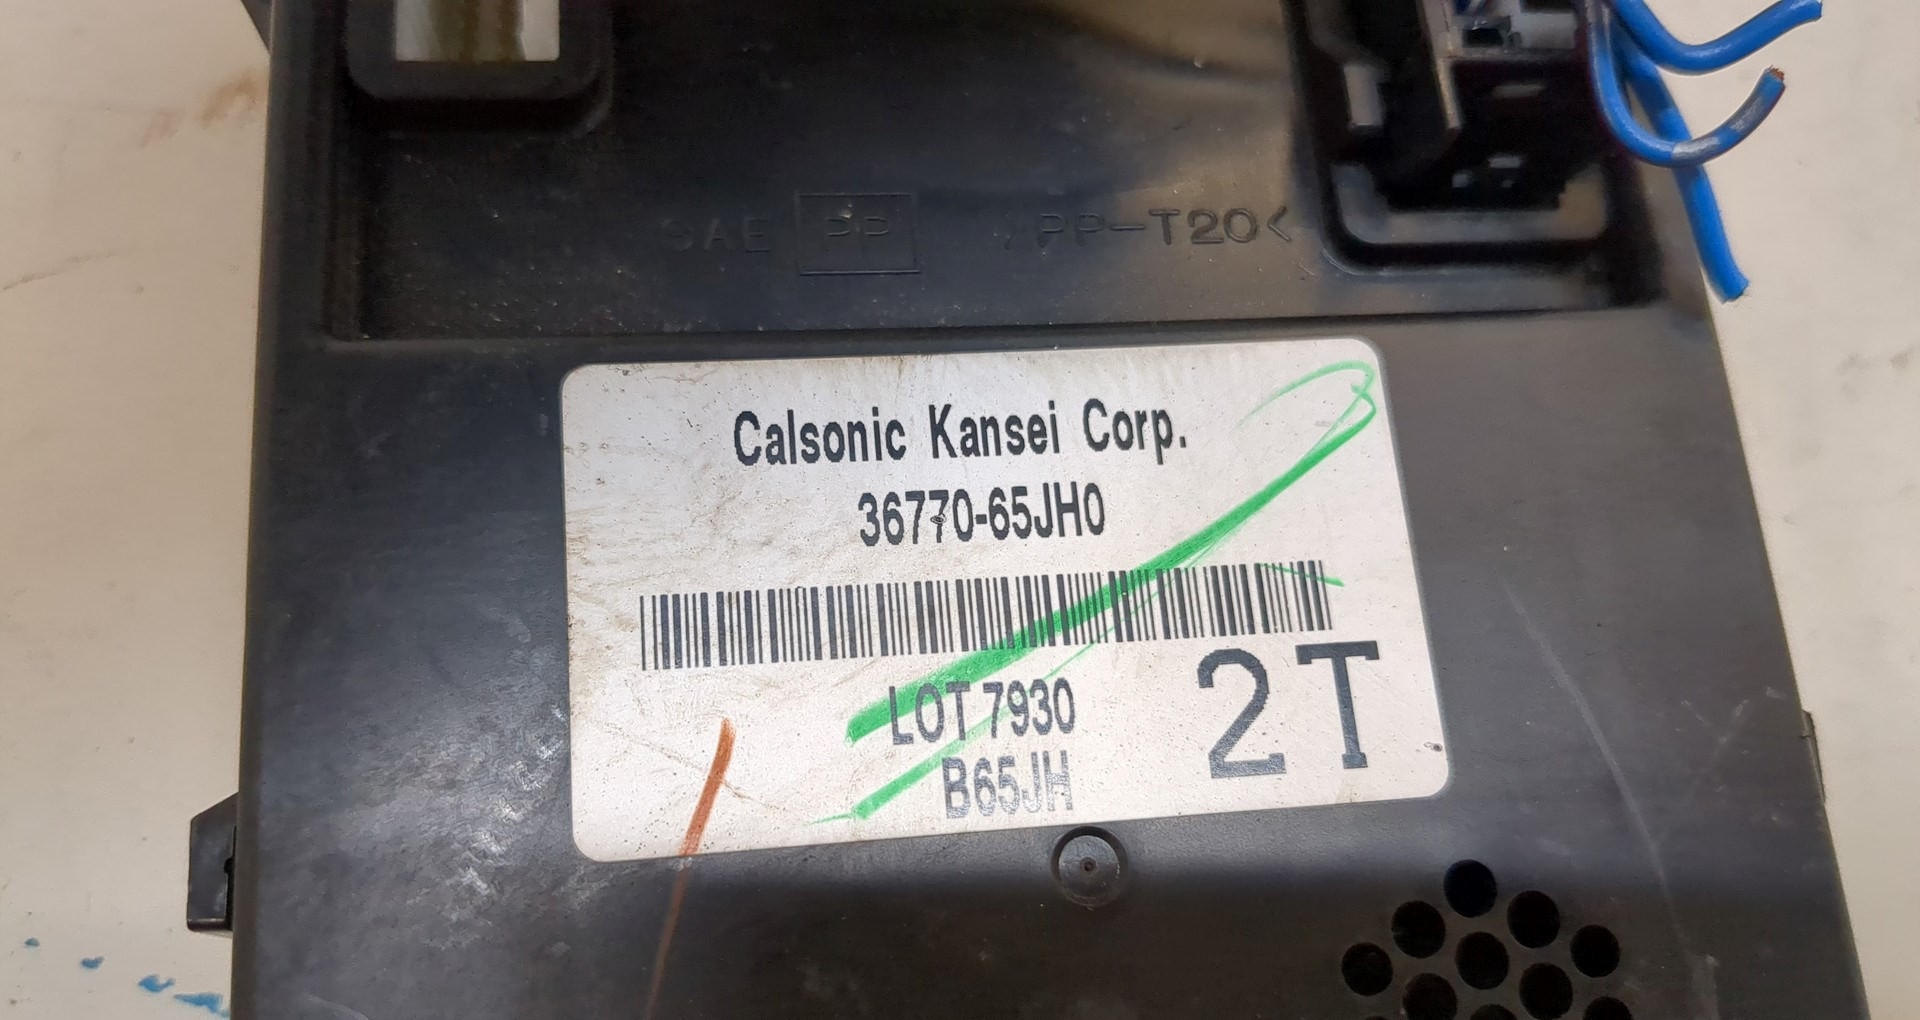 SAE PP >PP-T20<
Calsonic Kansei Corp.
36770-65JH0
LOT 7930
B65JH
2T